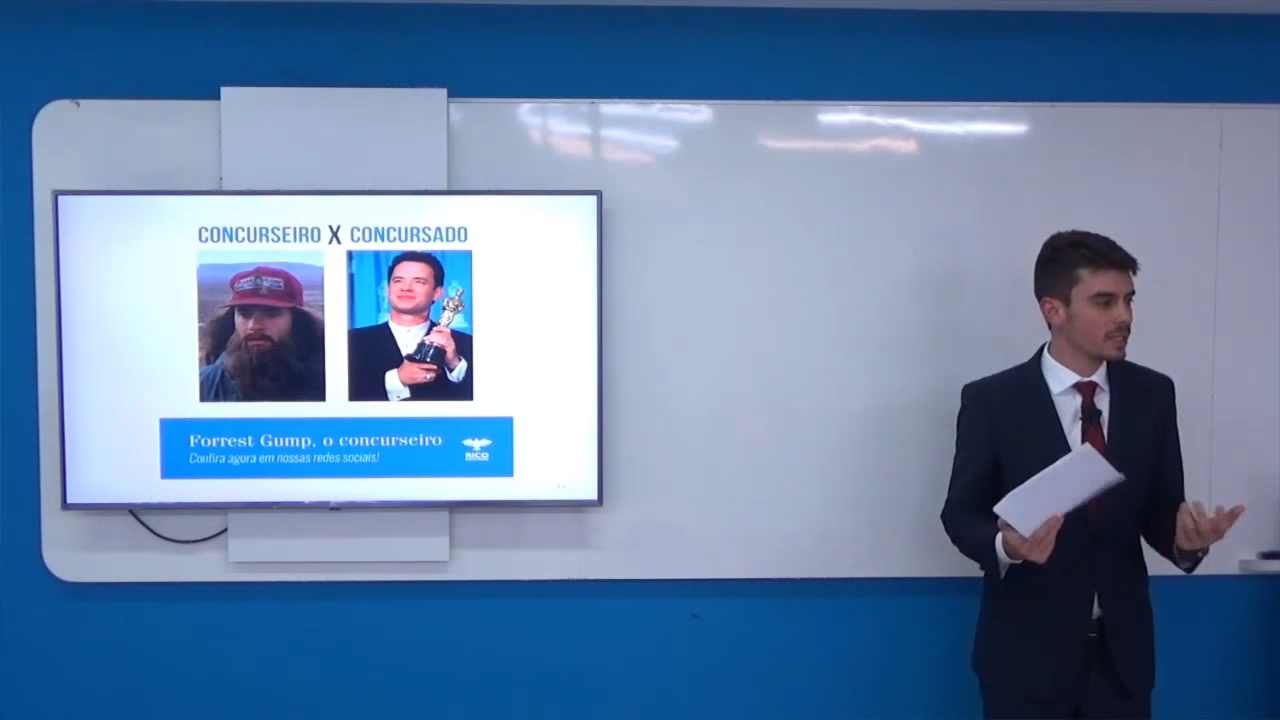 CONCURSEIRO X CONCURSADO
Forrest Gump, o concurseiro
Confira agora em nossas redes sociais!
RICO